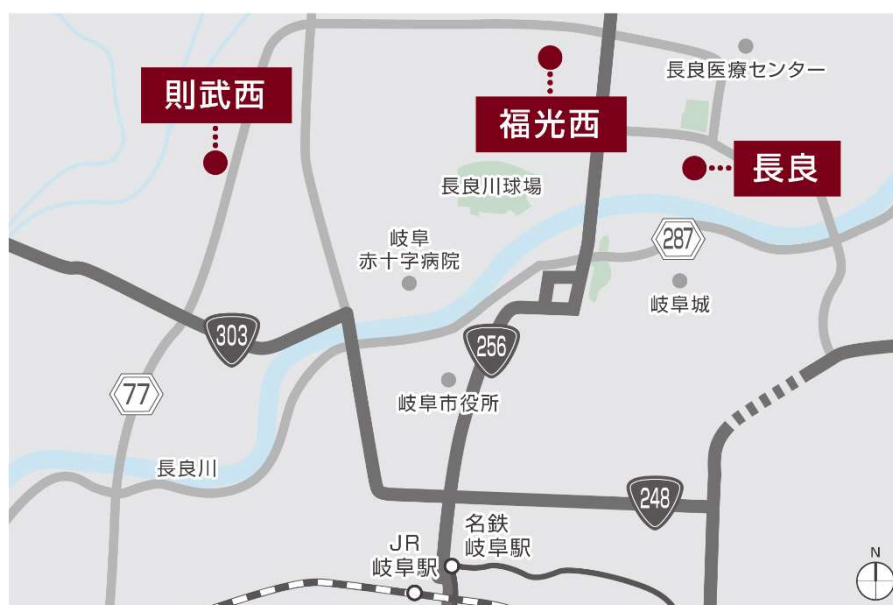 長良医療センター
則武西
福光西
長良
長良川球場
岐阜
赤十字病院
287
岐阜城
303
256
77
岐阜市役所
長良川
248
名鉄
岐阜駅
JR
岐阜駅
N